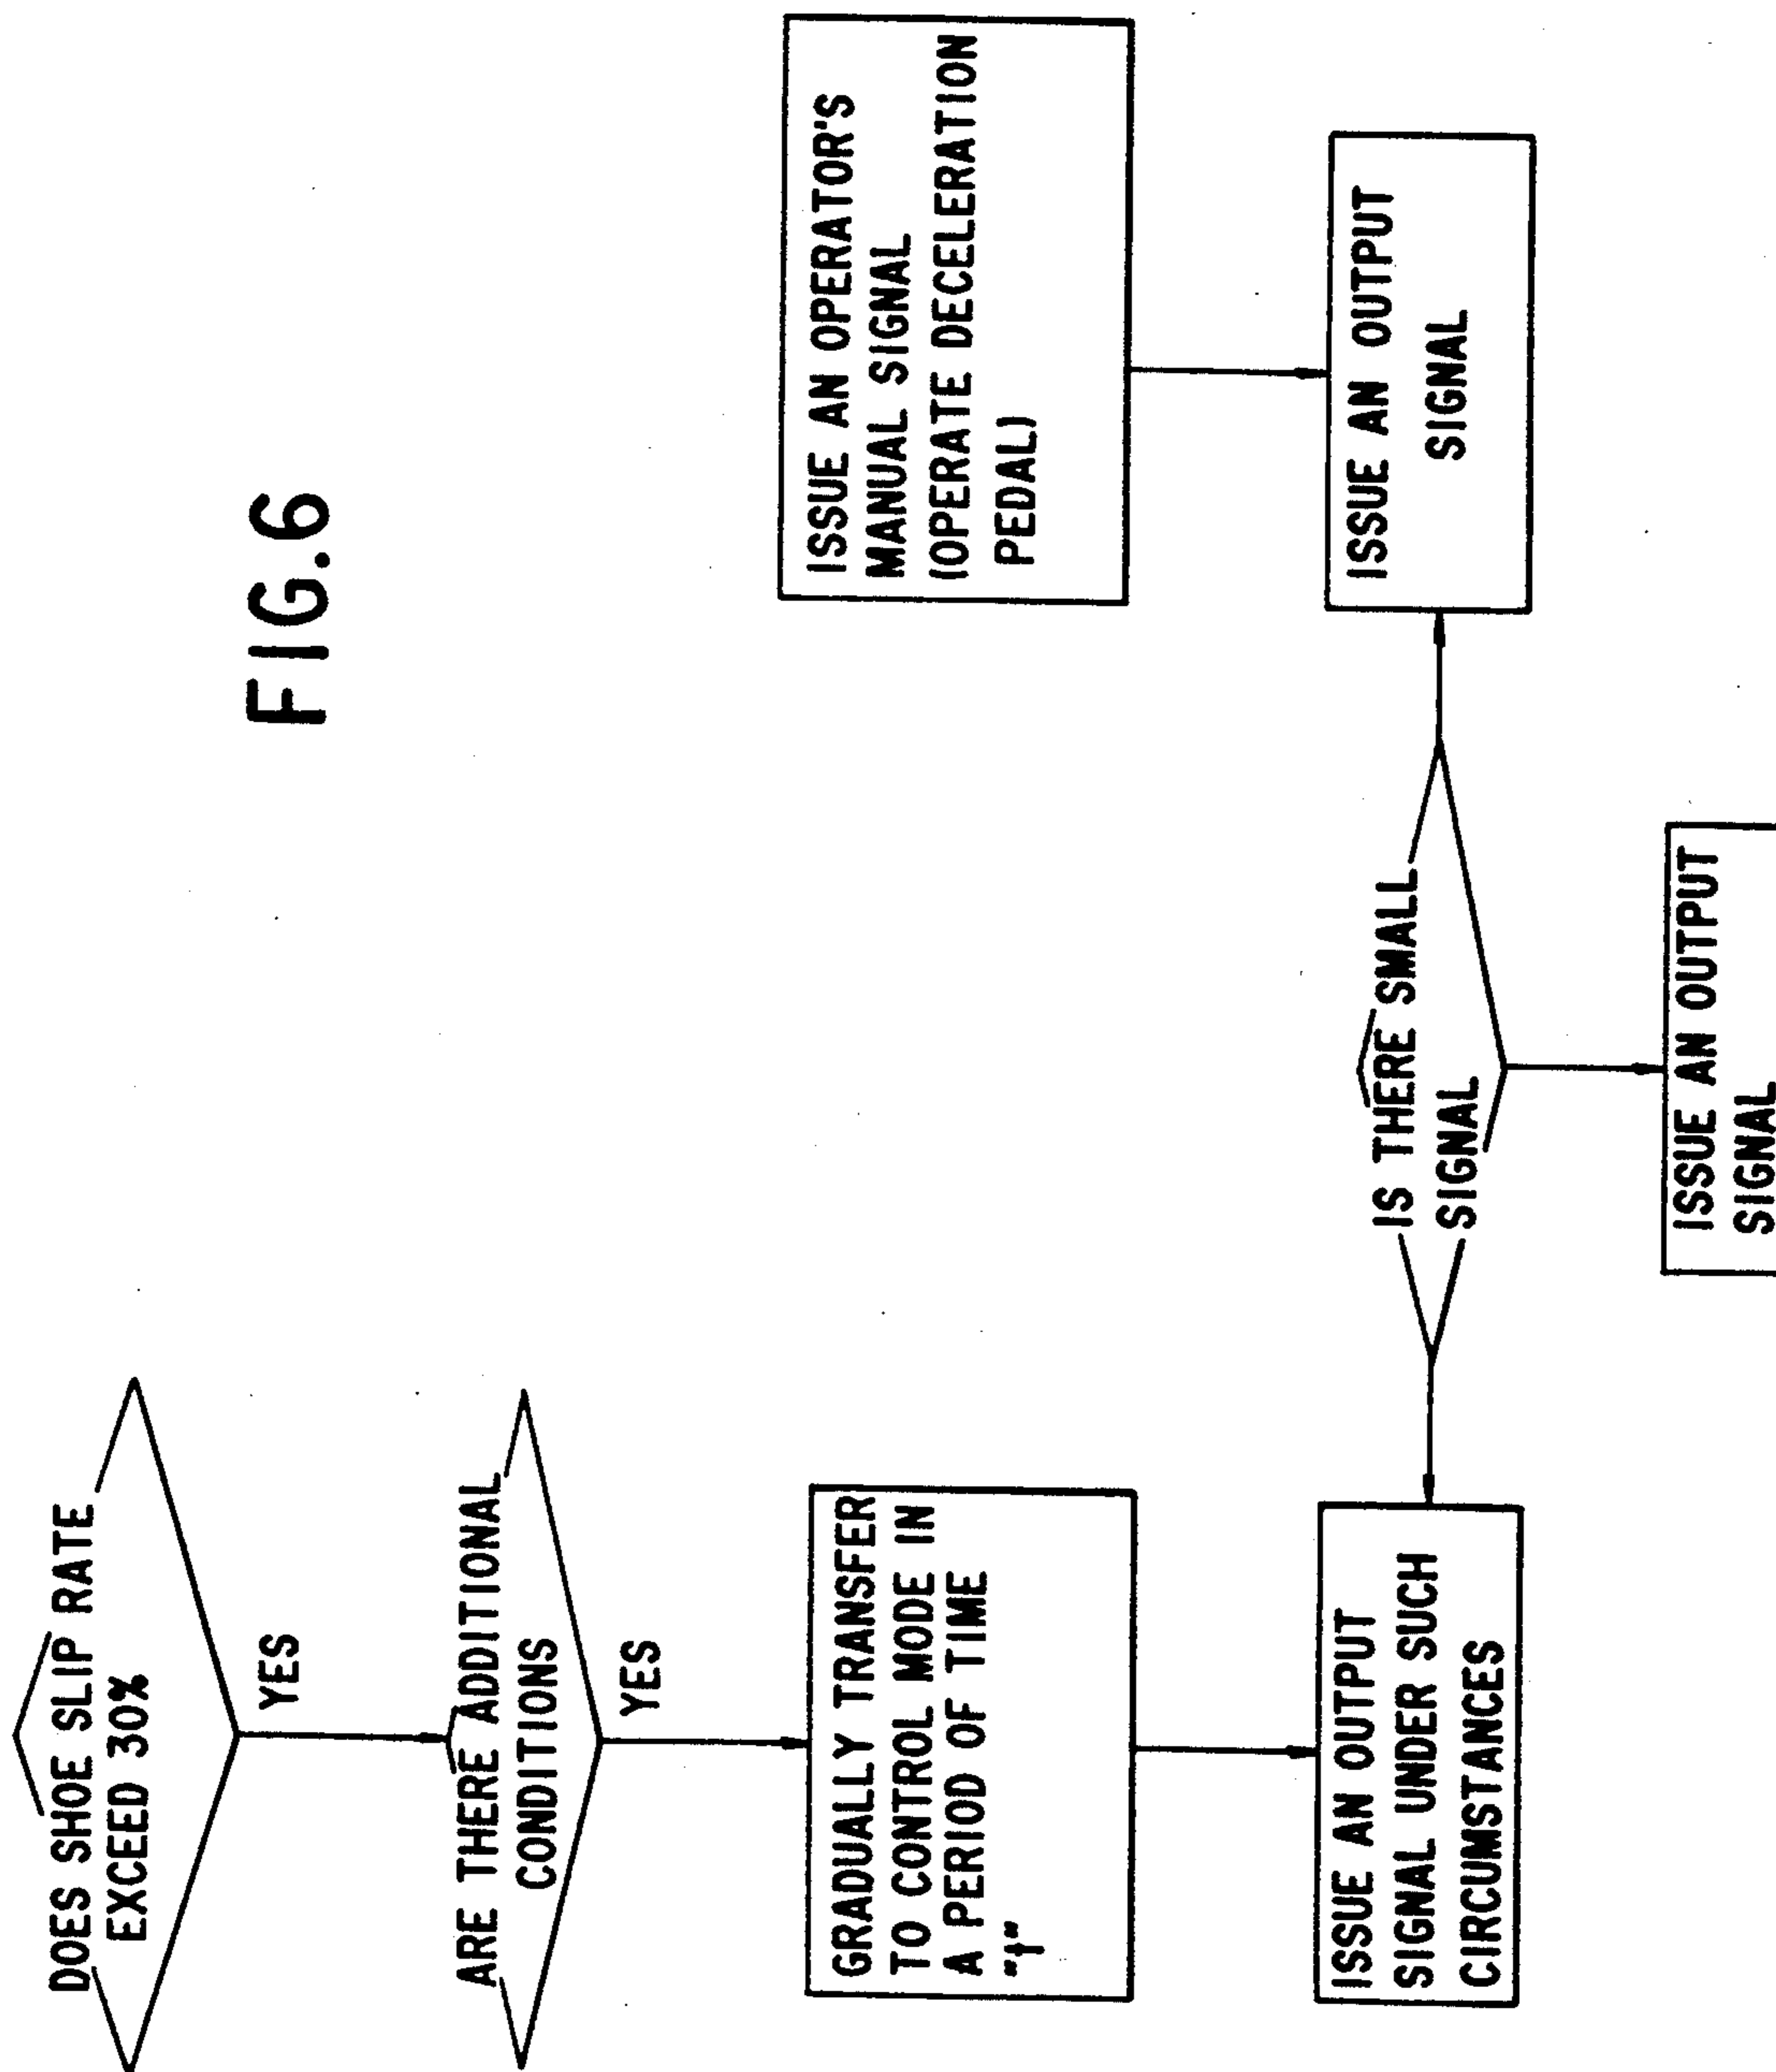 FIG.6
DOES SHOE SLIP RATE
EXCEED 30%
YES
ARE THERE ADDITIONAL
CONDITIONS
YES
GRADUALLY TRANSFER
TO CONTROL MODE IN
A PERIOD OF TIME
"t"
ISSUE AN OUTPUT
SIGNAL UNDER SUCH
CIRCUMSTANCES
IS THERE SMALL
SIGNAL
ISSUE AN OPERATOR'S
MANUAL SIGNAL
(OPERATE DECELERATION
PEDAL)
ISSUE AN OUTPUT
SIGNAL
ISSUE AN OUTPUT
SIGNAL